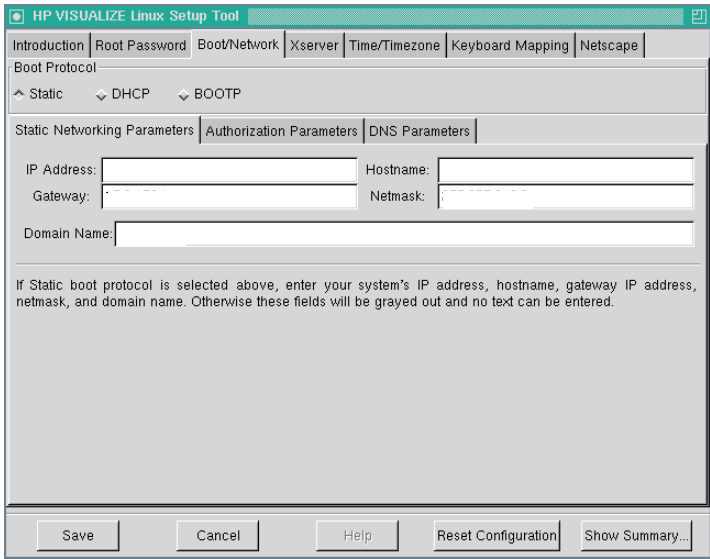 HP VISUALIZE Linux Setup Tool
Introduction Root Password Boot/Network Xserver Time/Timezone Keyboard Mapping Netscape
Boot Protocol
Static DHCP BOOTP
Static Networking Parameters Authorization Parameters DNS Parameters
IP Address: Hostname:
Gateway: Netmask:
Domain Name:
If Static boot protocol is selected above, enter your system's IP address, hostname, gateway IP address,
netmask, and domain name. Otherwise these fields will be grayed out and no text can be entered.
Save Cancel Help Reset Configuration Show Summary...